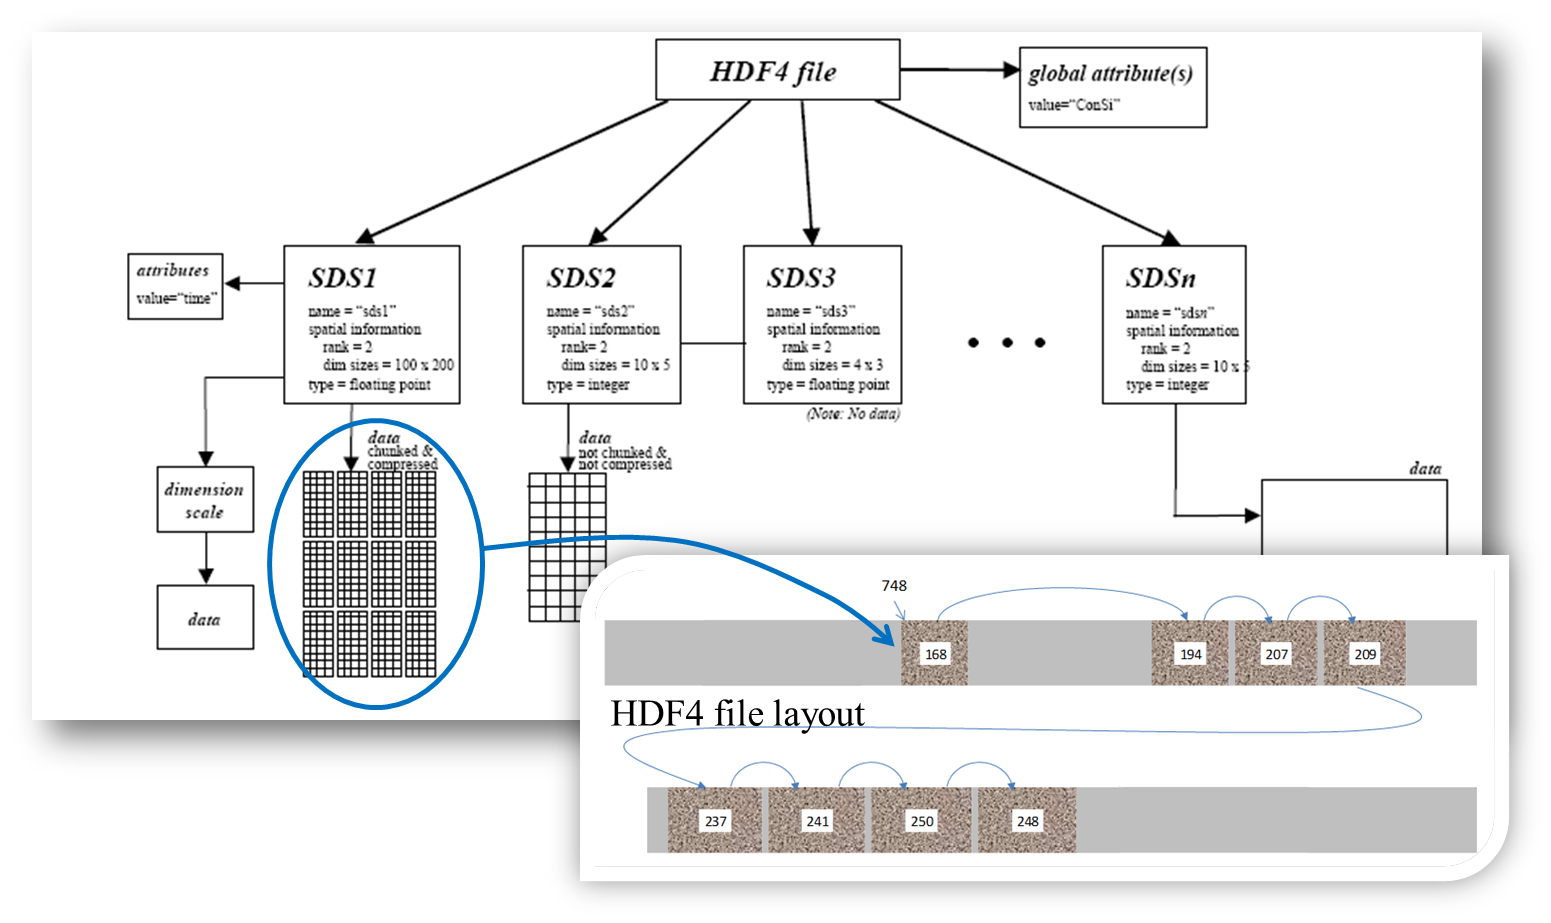 HDF4 file
global attribute(s)
value=“ConSi”
attributes
value=“time”
SDS1
name = “sds1”
spatial information
rank = 2
dim sizes = 100 x 200
type = floating point
SDS2
name = “sds2”
spatial information
rank= 2
dim sizes = 10 x 5
type = integer
SDS3
name = “sds3”
spatial information
rank = 2
dim sizes = 4 x 3
type = floating point
(Note: No data)
SDSn
name = “sdsn”
spatial information
rank = 2
dim sizes = 10 x 5
type = integer
dimension
scale
data
data
chunked &
compressed
data
not chunked &
not compressed
data
748
168
194
207
209
HDF4 file layout
237
241
250
248